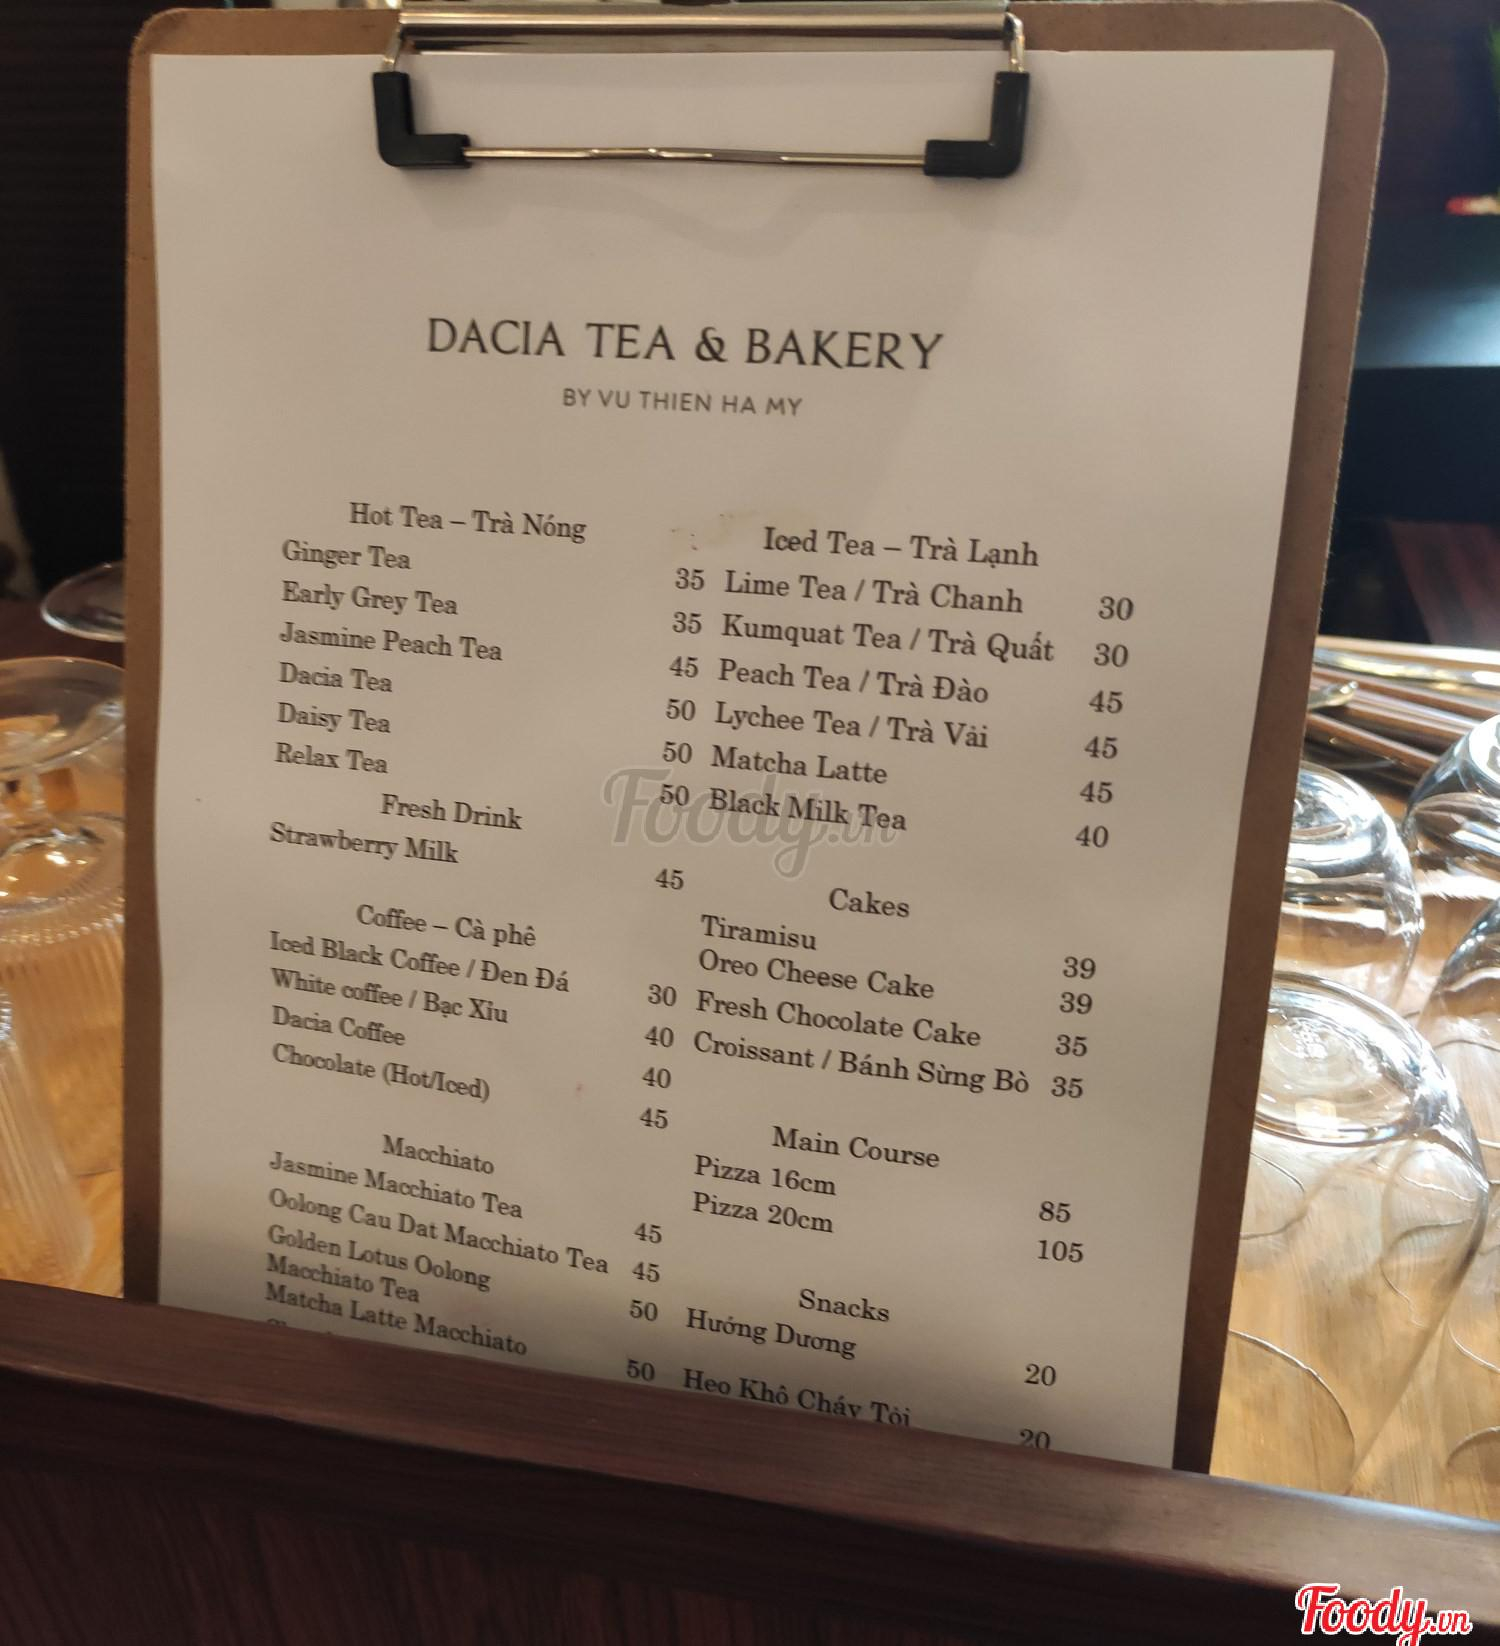 DACIA TEA & BAKERY
BY VU THIEN HA MY
Hot Tea – Trà Nóng
Ginger Tea 35
Early Grey Tea 35
Jasmine Peach Tea 45
Dacia Tea 50
Daisy Tea 50
Relax Tea 50
Fresh Drink
Strawberry Milk 45
Coffee – Cà phê
Iced Black Coffee / Đen Đá 30
White coffee / Bạc Xỉu 40
Dacia Coffee 40
Chocolate (Hot/Iced) 45
Macchiato
Jasmine Macchiato Tea 45
Oolong Cau Dat Macchiato Tea 45
Golden Lotus Oolong
Macchiato Tea 50
Matcha Latte Macchiato 50
Iced Tea – Trà Lạnh
Lime Tea / Trà Chanh 30
Kumquat Tea / Trà Quất 30
Peach Tea / Trà Đào 45
Lychee Tea / Trà Vải 45
Matcha Latte 45
Black Milk Tea 40
Cakes
Tiramisu 39
Oreo Cheese Cake 39
Fresh Chocolate Cake 35
Croissant / Bánh Sừng Bò 35
Main Course
Pizza 16cm 85
Pizza 20cm 105
Snacks
Hướng Dương 20
Heo Khô Cháy Tỏi 20
Foody.vn
Foody.vn